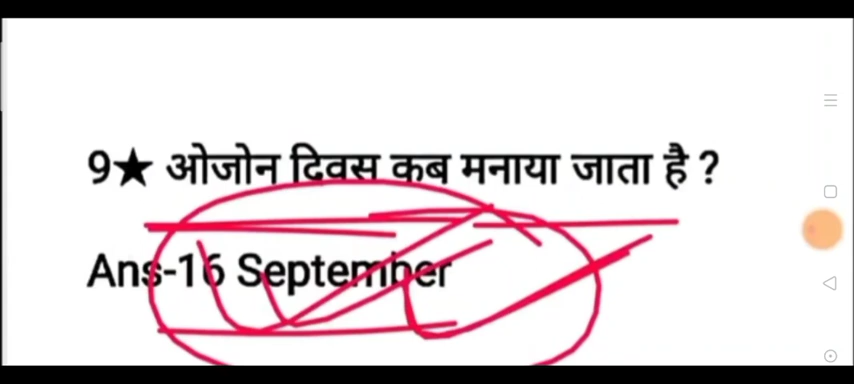 9★ ओजोन दिवस कब मनाया जाता है ?
Ans-16 September